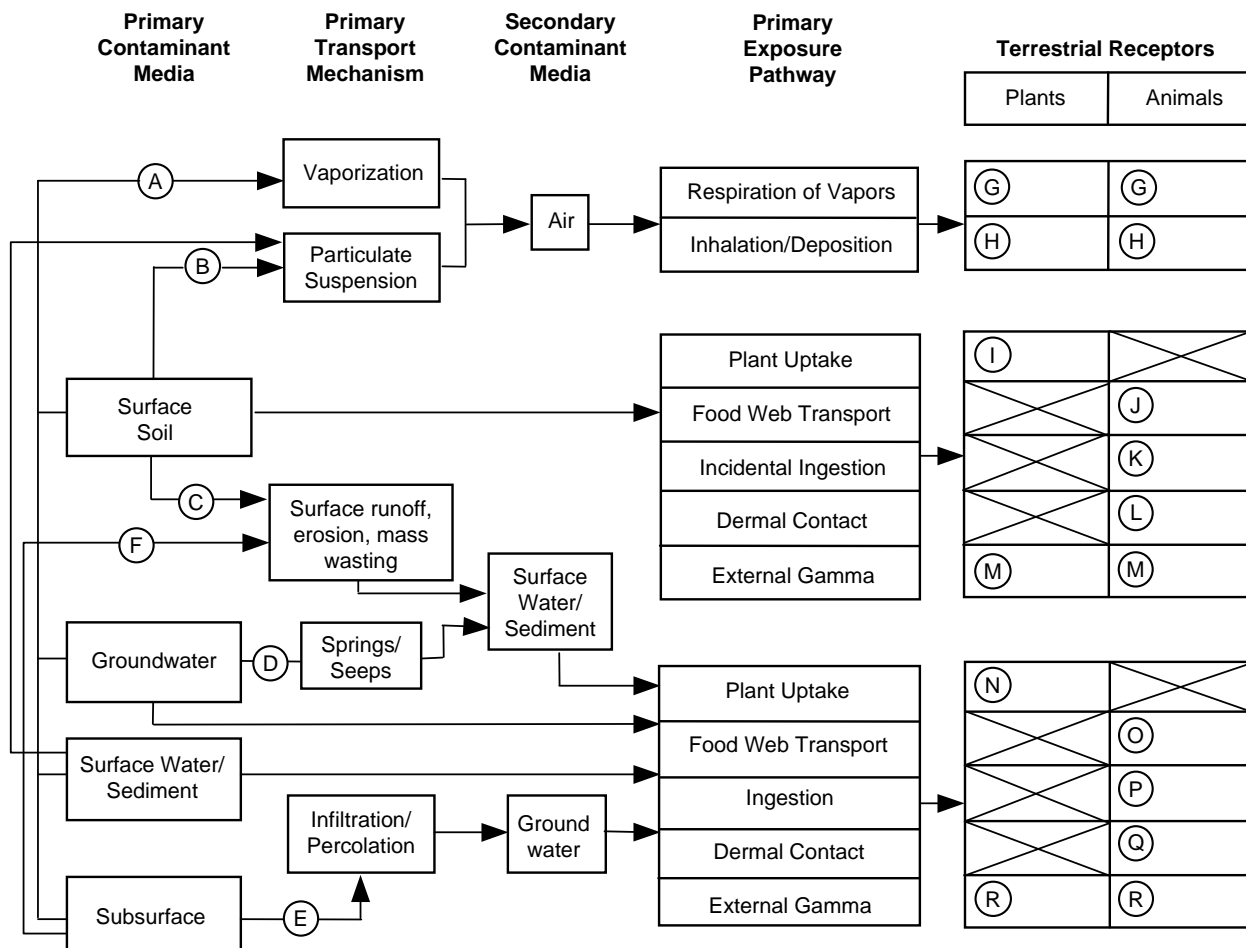 Primary
Contaminant
Media
Primary
Transport
Mechanism
Secondary
Contaminant
Media
Primary
Exposure
Pathway
Terrestrial Receptors
Plants
Animals
A
Vaporization
Air
Respiration of Vapors
G
G
B
Particulate
Suspension
Inhalation/Deposition
H
H
Surface
Soil
Plant Uptake
I
Food Web Transport
J
Incidental Ingestion
K
Dermal Contact
L
External Gamma
M
M
C
F
Surface runoff,
erosion, mass
wasting
Surface
Water/
Sediment
Groundwater
D
Springs/
Seeps
Plant Uptake
N
Food Web Transport
O
Surface Water/
Sediment
Ingestion
P
Infiltration/
Percolation
Ground
water
Dermal Contact
Q
Subsurface
E
External Gamma
R
R